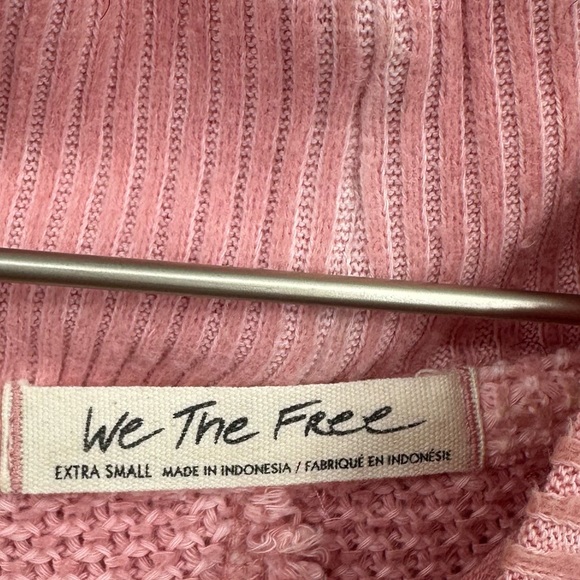 We The Free
EXTRA SMALL MADE IN INDONESIA / FABRIQUÉ EN INDONÉSIE